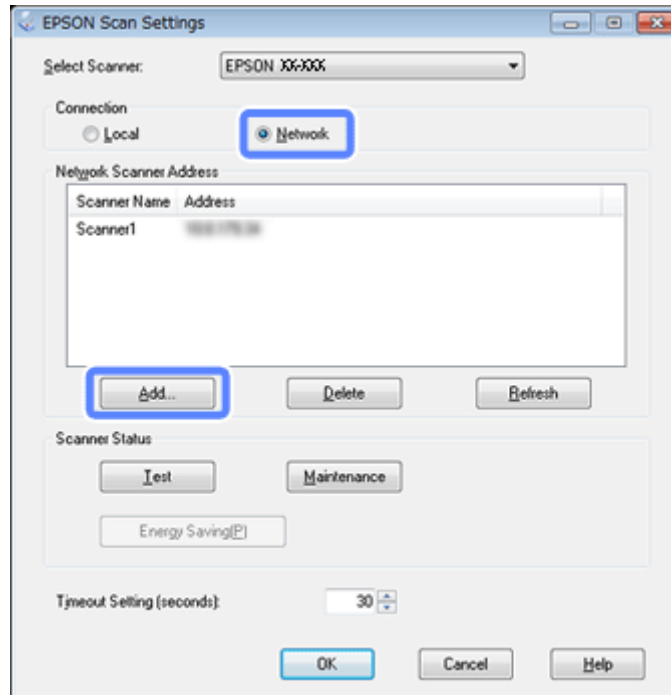 EPSON Scan Settings
Select Scanner: EPSON XX-XXX
Connection
Local Network
Network Scanner Address
Scanner Name Address
Scanner1
Add... Delete Refresh
Scanner Status
Test Maintenance
Energy Saving(P)
Timeout Setting (seconds): 30
OK Cancel Help